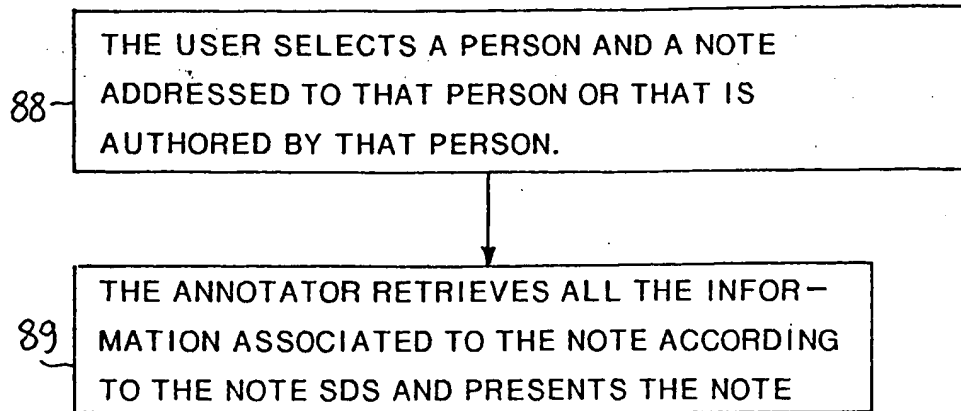 THE USER SELECTS A PERSON AND A NOTE
88
ADDRESSED TO THAT PERSON OR THAT IS
AUTHORED BY THAT PERSON.
THE ANNOTATOR RETRIEVES ALL THE INFOR-
89
MATION ASSOCIATED TO THE NOTE ACCORDING
TO THE NOTE SDS AND PRESENTS THE NOTE